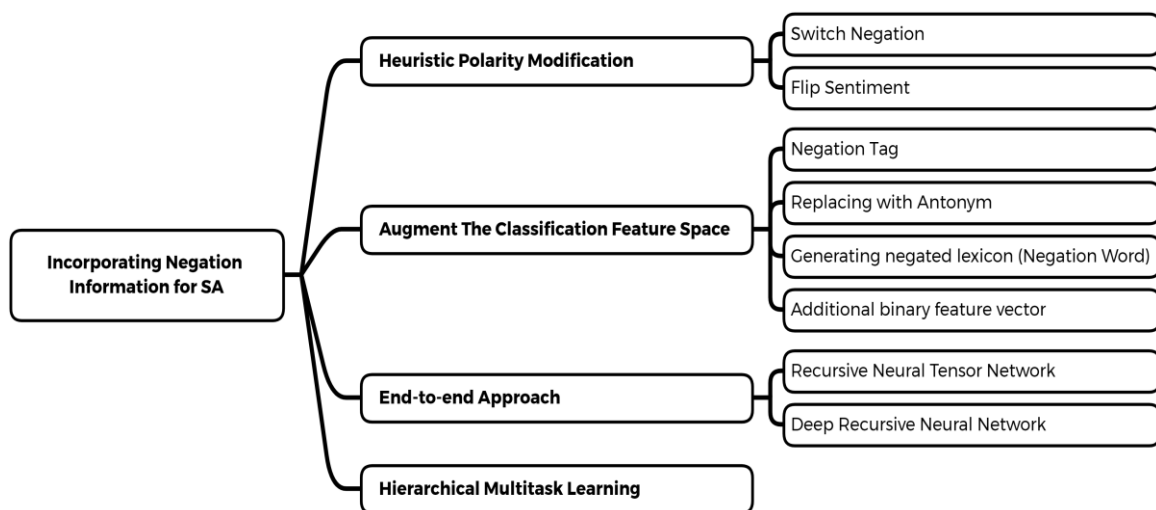 Incorporating Negation
Information for SA
Heuristic Polarity Modification
Switch Negation
Flip Sentiment
Augment The Classification Feature Space
Negation Tag
Replacing with Antonym
Generating negated lexicon (Negation Word)
Additional binary feature vector
End-to-end Approach
Recursive Neural Tensor Network
Deep Recursive Neural Network
Hierarchical Multitask Learning